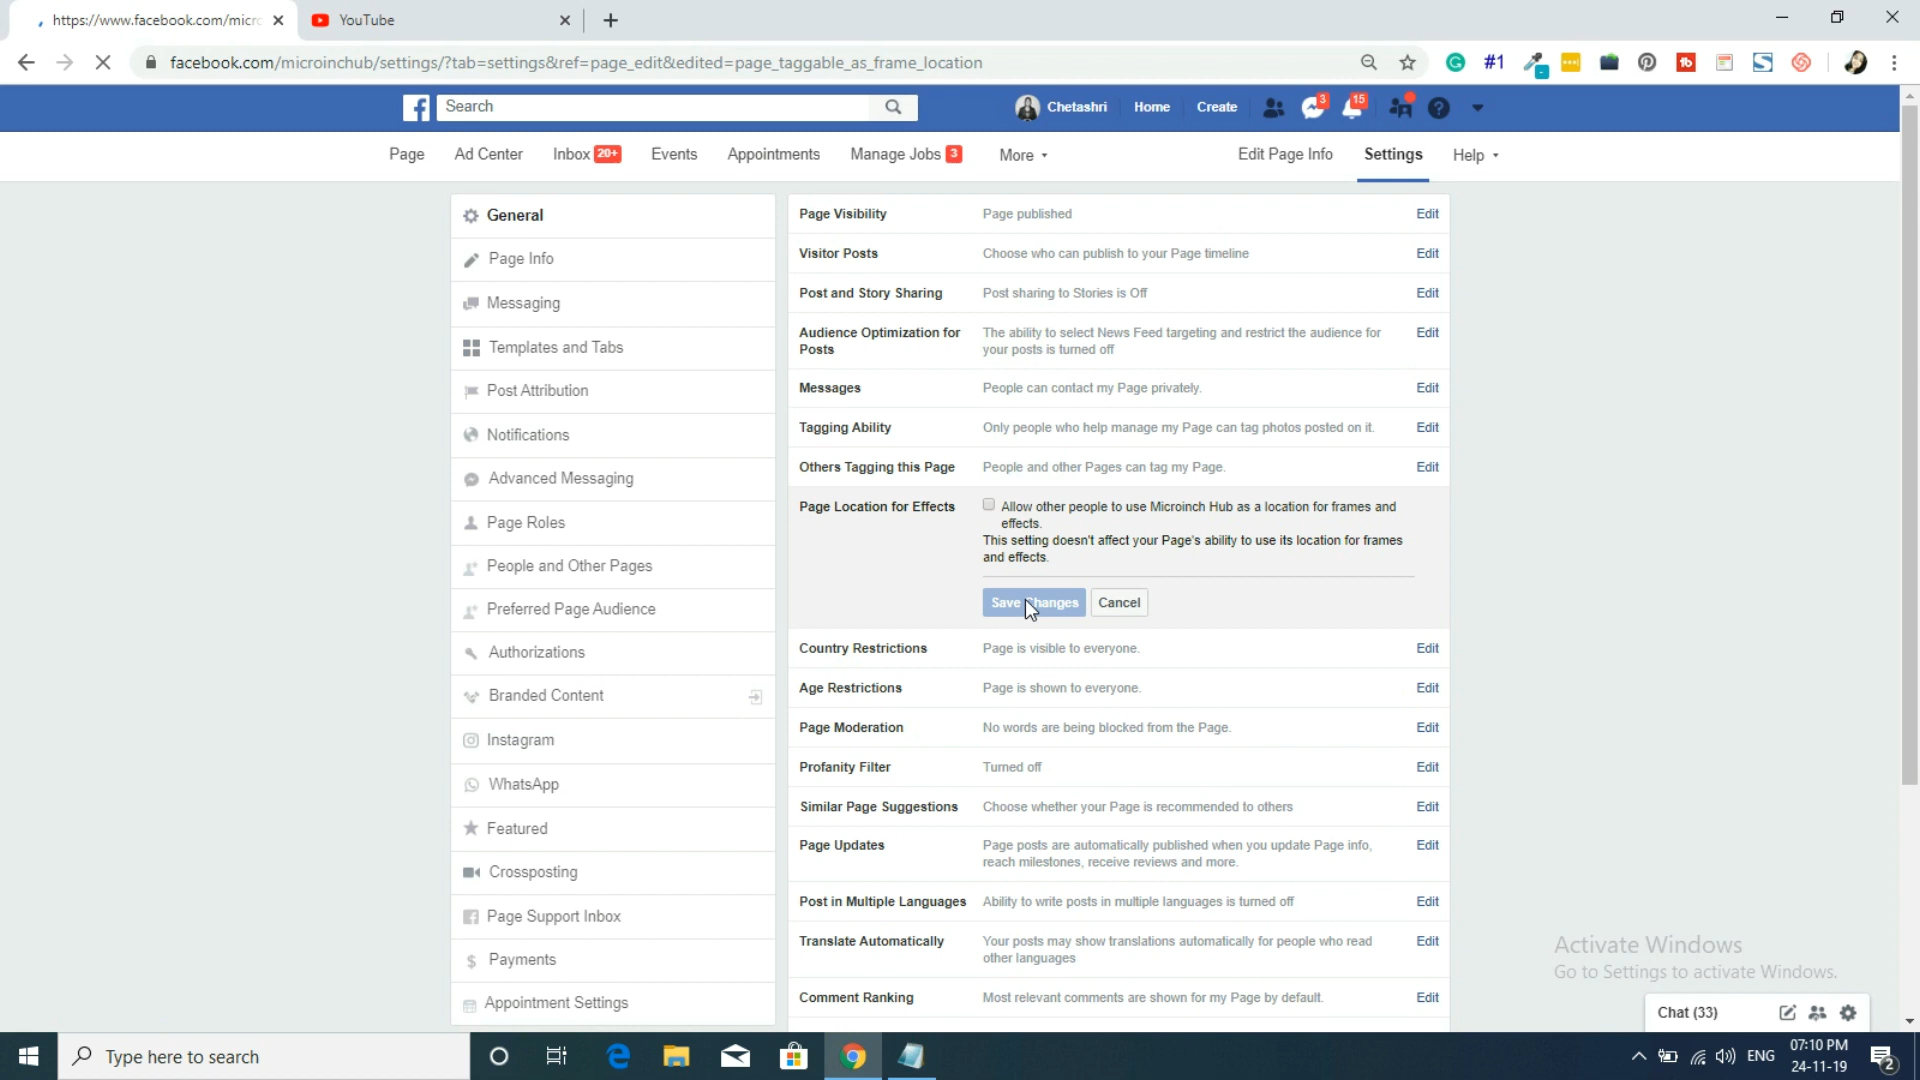 https://www.facebook.com/micro
YouTube
facebook.com/microinchub/settings/?tab=settings&ref=page_edit&edited=page_taggable_as_frame_location
#1
Search
Chetashri
Home
Create
3
15
Page
Ad Center
Inbox 20+
Events
Appointments
Manage Jobs 3
More
Edit Page Info
Settings
Help
General
Page Info
Messaging
Templates and Tabs
Post Attribution
Notifications
Advanced Messaging
Page Roles
People and Other Pages
Preferred Page Audience
Authorizations
Branded Content
Instagram
WhatsApp
Featured
Crossposting
Page Support Inbox
Payments
Appointment Settings
Page Visibility Page published Edit
Visitor Posts Choose who can publish to your Page timeline Edit
Post and Story Sharing Post sharing to Stories is Off Edit
Audience Optimization for The ability to select News Feed targeting and restrict the audience for Edit
Posts your posts is turned off
Messages People can contact my Page privately. Edit
Tagging Ability Only people who help manage my Page can tag photos posted on it. Edit
Others Tagging this Page People and other Pages can tag my Page. Edit
Page Location for Effects Allow other people to use Microinch Hub as a location for frames and
effects.
This setting doesn't affect your Page's ability to use its location for frames
and effects.
Save Changes Cancel
Country Restrictions Page is visible to everyone. Edit
Age Restrictions Page is shown to everyone. Edit
Page Moderation No words are being blocked from the Page. Edit
Profanity Filter Turned off Edit
Similar Page Suggestions Choose whether your Page is recommended to others Edit
Page Updates Page posts are automatically published when you update Page info, Edit
reach milestones, receive reviews and more.
Post in Multiple Languages Ability to write posts in multiple languages is turned off Edit
Translate Automatically Your posts may show translations automatically for people who read Edit
other languages
Comment Ranking Most relevant comments are shown for my Page by default. Edit
Activate Windows
Go to Settings to activate Windows.
Chat (33)
Type here to search
ENG
07:10 PM
24-11-19
2